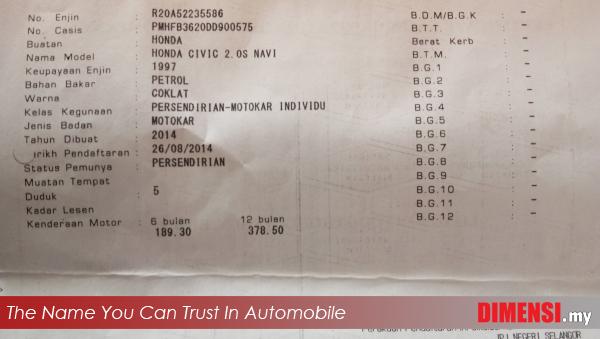 No. Enjin : R20A52235586
No. Casis : PMHFB3620DD900575
Buatan : HONDA
Nama Model : HONDA CIVIC 2.0S NAVI
Keupayaan Enjin : 1997
Bahan Bakar : PETROL
Warna : COKLAT
Kelas Kegunaan : PERSENDIRIAN-MOTOKAR INDIVIDU
Jenis Badan : MOTOKAR
Tahun Dibuat : 2014
rikh Pendaftaran : 26/08/2014
Status Pemunya : PERSENDIRIAN
Muatan Tempat
Duduk : 5
Kadar Lesen
Kenderaan Motor : 6 bulan 12 bulan
189.30 378.50
B.D.M/B.G.K : -
B.T.T. : -
Berat Kerb : -
B.T.M. : -
B.G.1 : -
B.G.2 : -
B.G.3 : -
B.G.4 : -
B.G.5 : -
B.G.6 : -
B.G.7 : -
B.G.8 : -
B.G.9 : -
B.G.10 : -
B.G.11 : -
B.G.12 : -
The Name You Can Trust In Automobile
DIMENSI.my
NEGERI SELANGOR